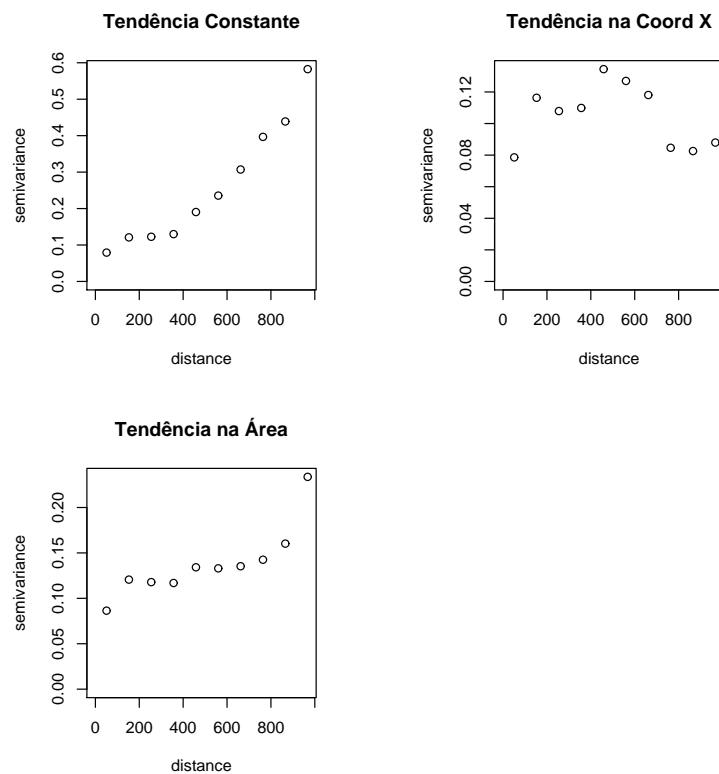 Tendência Constante
0.6
0.5
0.4
0.3
0.2
0.1
0.0
semivariance
0 200 400 600 800
distance
Tendência na Coord X
0.12
0.08
0.04
0.00
semivariance
0 200 400 600 800
distance
Tendência na Área
0.20
0.15
0.10
0.05
0.00
semivariance
0 200 400 600 800
distance